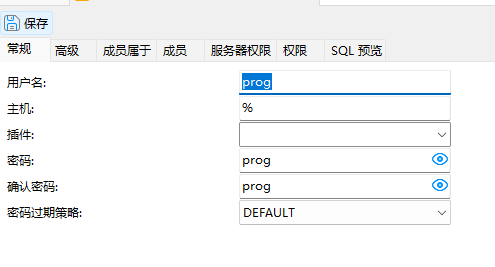 保存
常规 高级 成员属于 成员 服务器权限 权限 SQL 预览
用户名: prog
主机: %
插件:
密码: prog
确认密码: prog
密码过期策略: DEFAULT